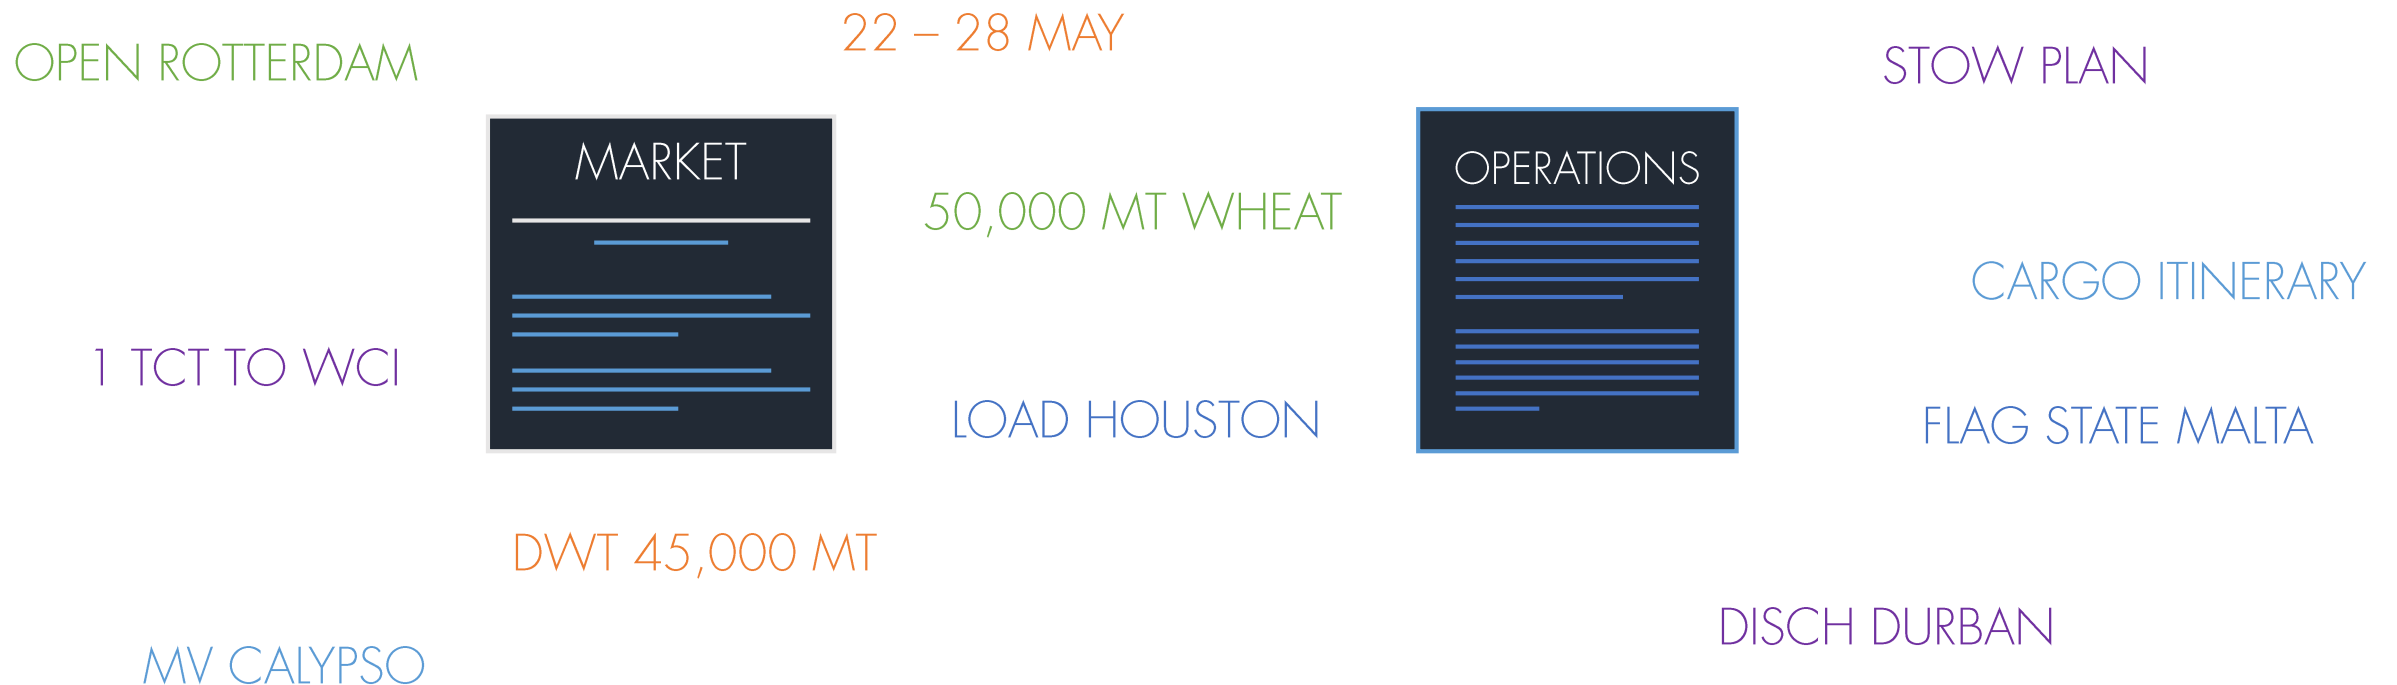 22 – 28 MAY
OPEN ROTTERDAM
STOW PLAN
MARKET
OPERATIONS
50,000 MT WHEAT
CARGO ITINERARY
1 TCT TO WCI
LOAD HOUSTON
FLAG STATE MALTA
DWT 45,000 MT
DISCH DURBAN
MV CALYPSO